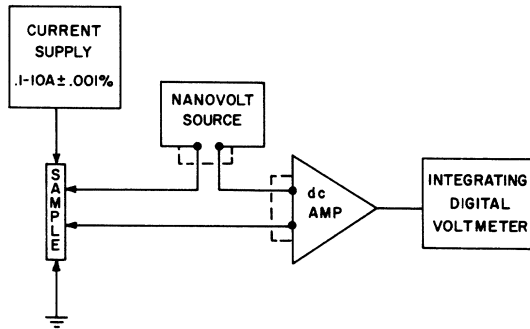 CURRENT
SUPPLY
.1-10A±.001%
NANOVOLT
SOURCE
SAMPLE
dc
AMP
INTEGRATING
DIGITAL
VOLTMETER